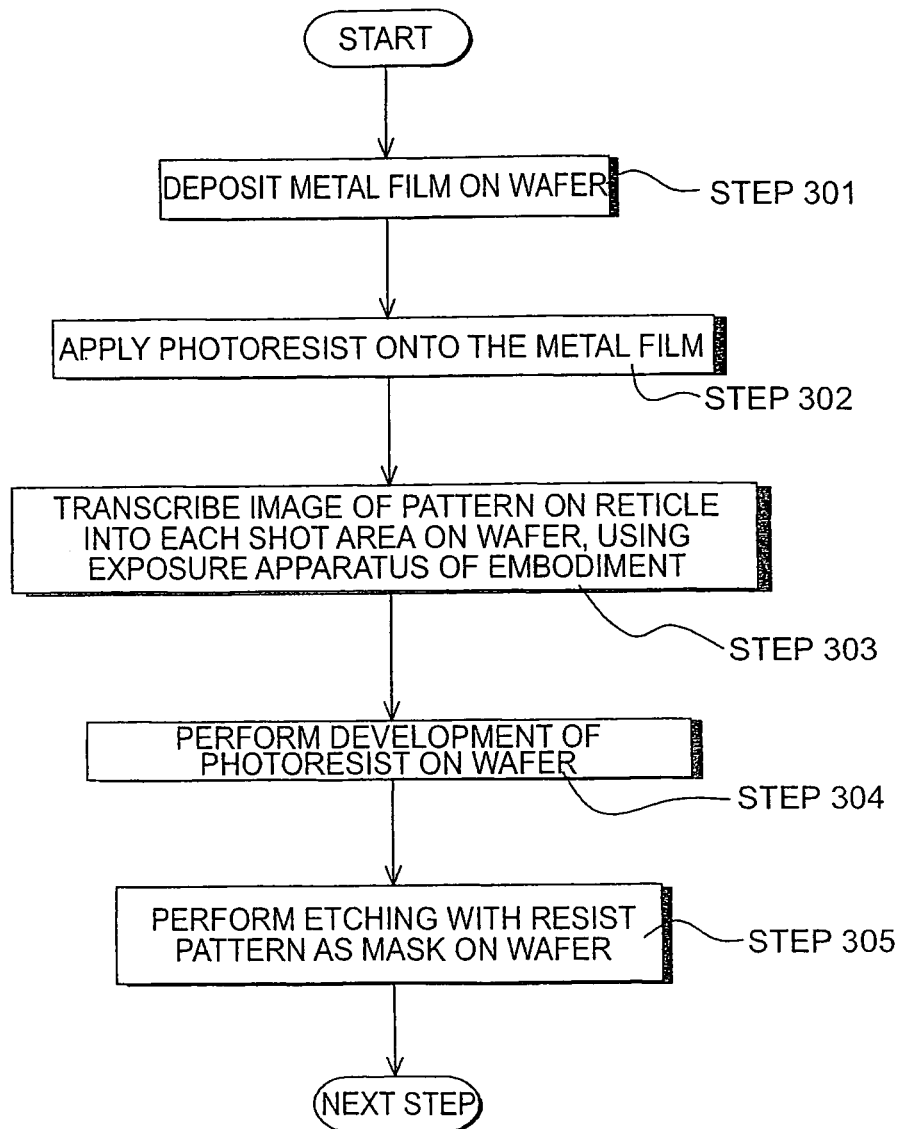 START
DEPOSIT METAL FILM ON WAFER
STEP 301
APPLY PHOTORESIST ONTO THE METAL FILM
STEP 302
TRANSCRIBE IMAGE OF PATTERN ON RETICLE
INTO EACH SHOT AREA ON WAFER, USING
EXPOSURE APPARATUS OF EMBODIMENT
STEP 303
PERFORM DEVELOPMENT OF
PHOTORESIST ON WAFER
STEP 304
PERFORM ETCHING WITH RESIST
PATTERN AS MASK ON WAFER
STEP 305
NEXT STEP